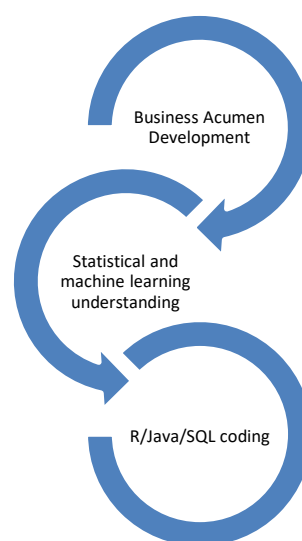 Business Acumen
Development
Statistical and
machine learning
understanding
R/Java/SQL coding